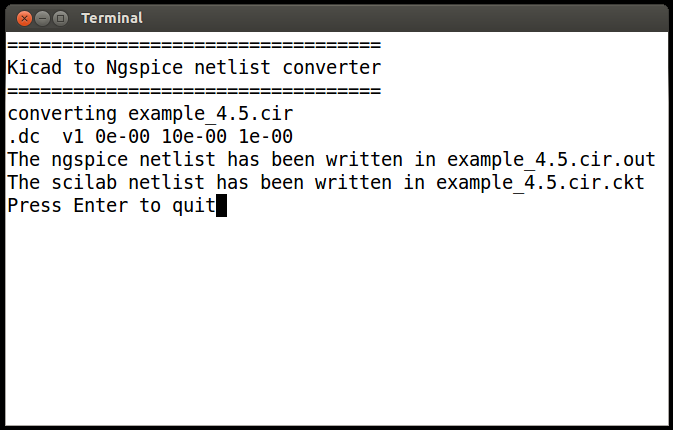 Terminal
==================================
Kicad to Ngspice netlist converter
==================================
converting example_4.5.cir
.dc  v1 0e-00 10e-00 1e-00
The ngspice netlist has been written in example_4.5.cir.out
The scilab netlist has been written in example_4.5.cir.ckt
Press Enter to quit